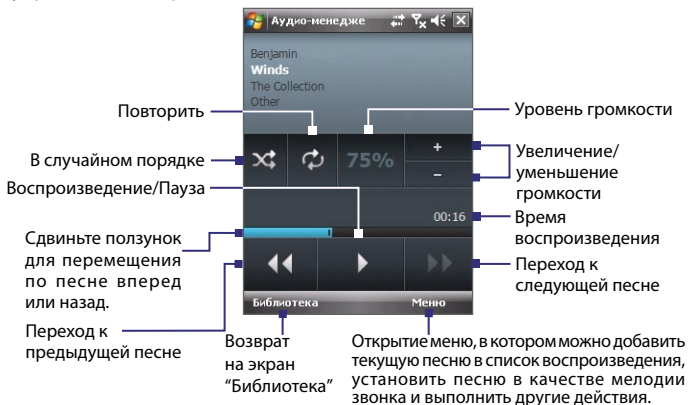 Аудио-менедже
Benjamin
Winds
The Collection
Other
Повторить
Уровень громкости
В случайном порядке
75%
+
−
Увеличение/
уменьшение
громкости
Воспроизведение/Пауза
00:16
Время
воспроизведения
Сдвиньте ползунок
для перемещения
по песне вперед
или назад.
Переход к
следующей песне
Библиотека
Меню
Переход к
предыдущей песне
Возврат
на экран
"Библиотека"
Открытие меню, в котором можно добавить
текущую песню в список воспроизведения,
установить песню в качестве мелодии
звонка и выполнить другие действия.